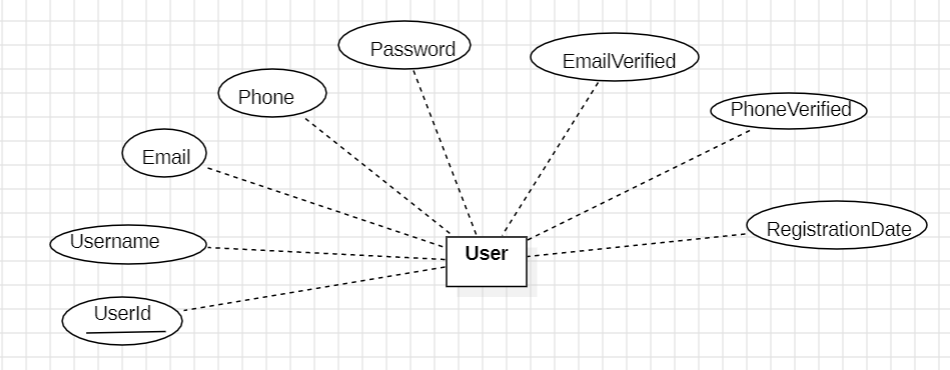 Password
EmailVerified
Phone
PhoneVerified
Email
Username
RegistrationDate
User
UserId